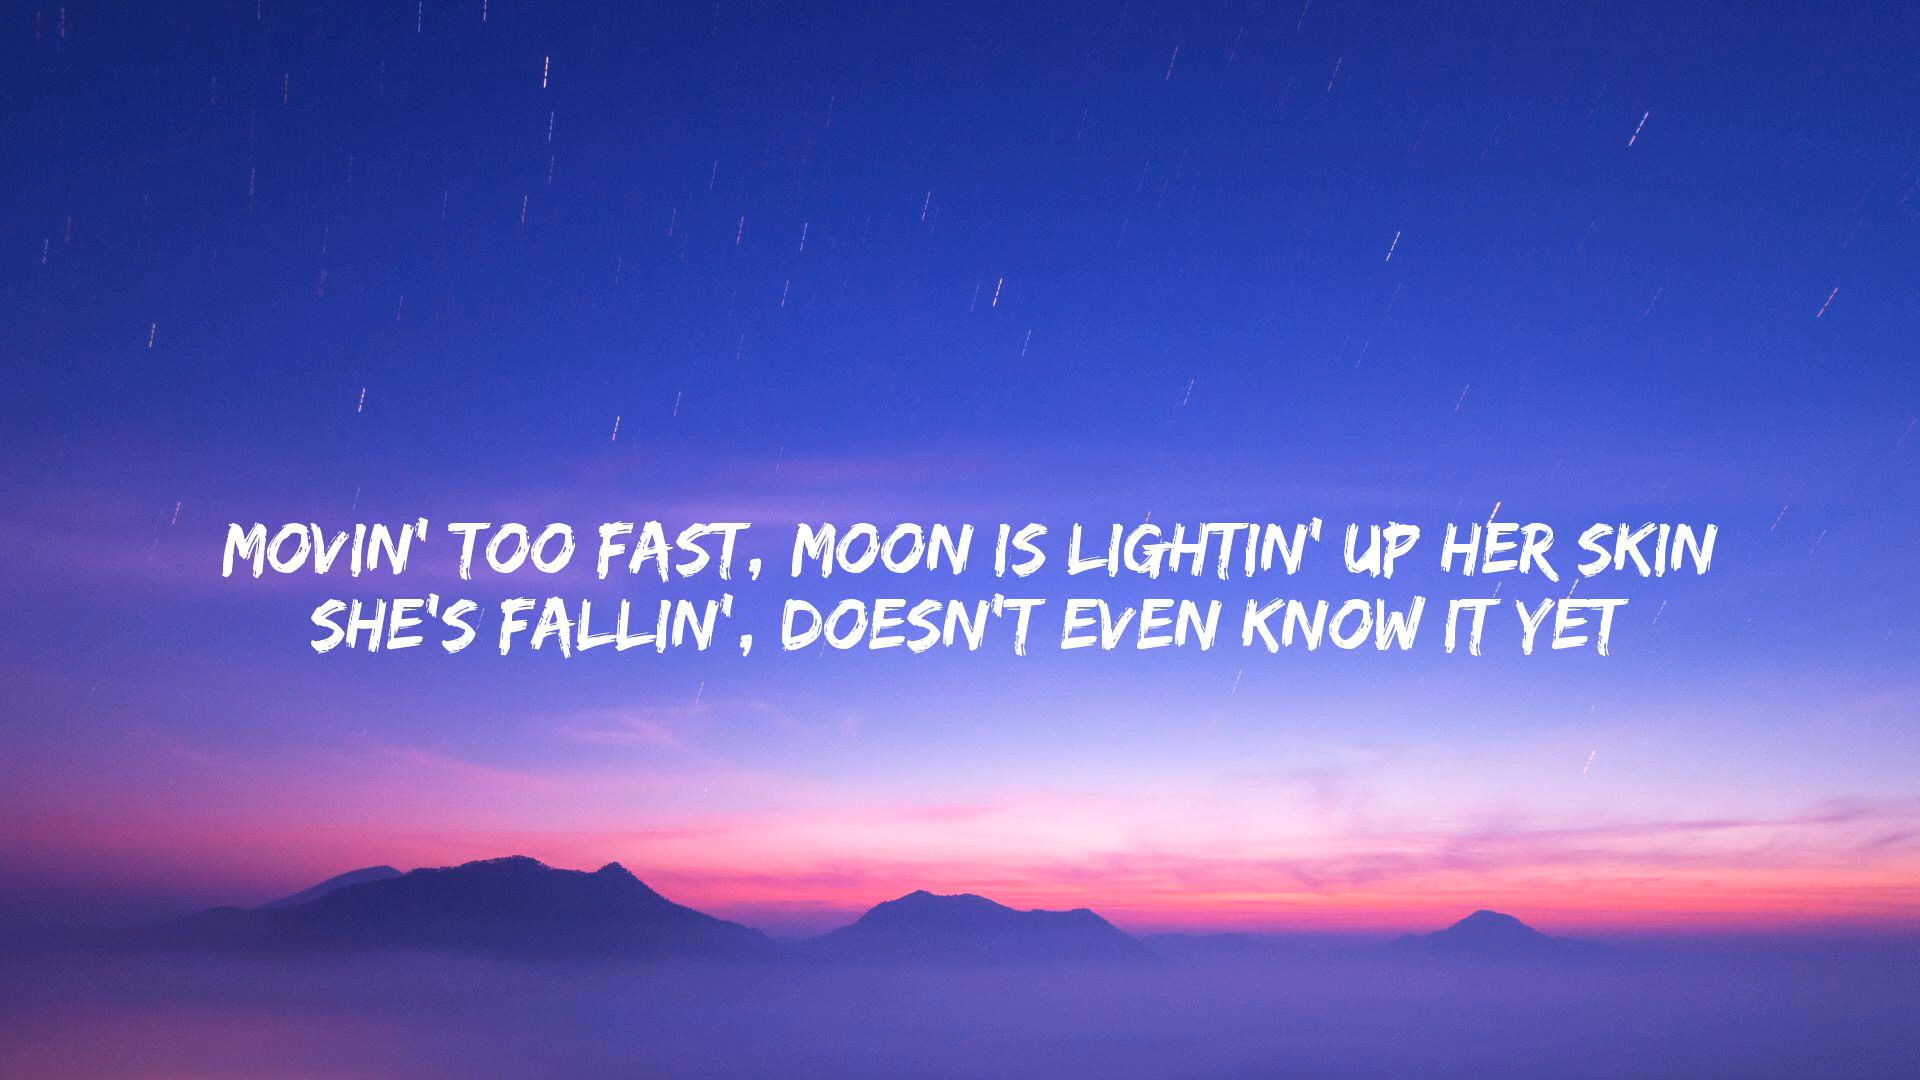 MOVIN' TOO FAST, MOON IS LIGHTIN' UP HER SKIN
SHE'S FALLIN', DOESN'T EVEN KNOW IT YET